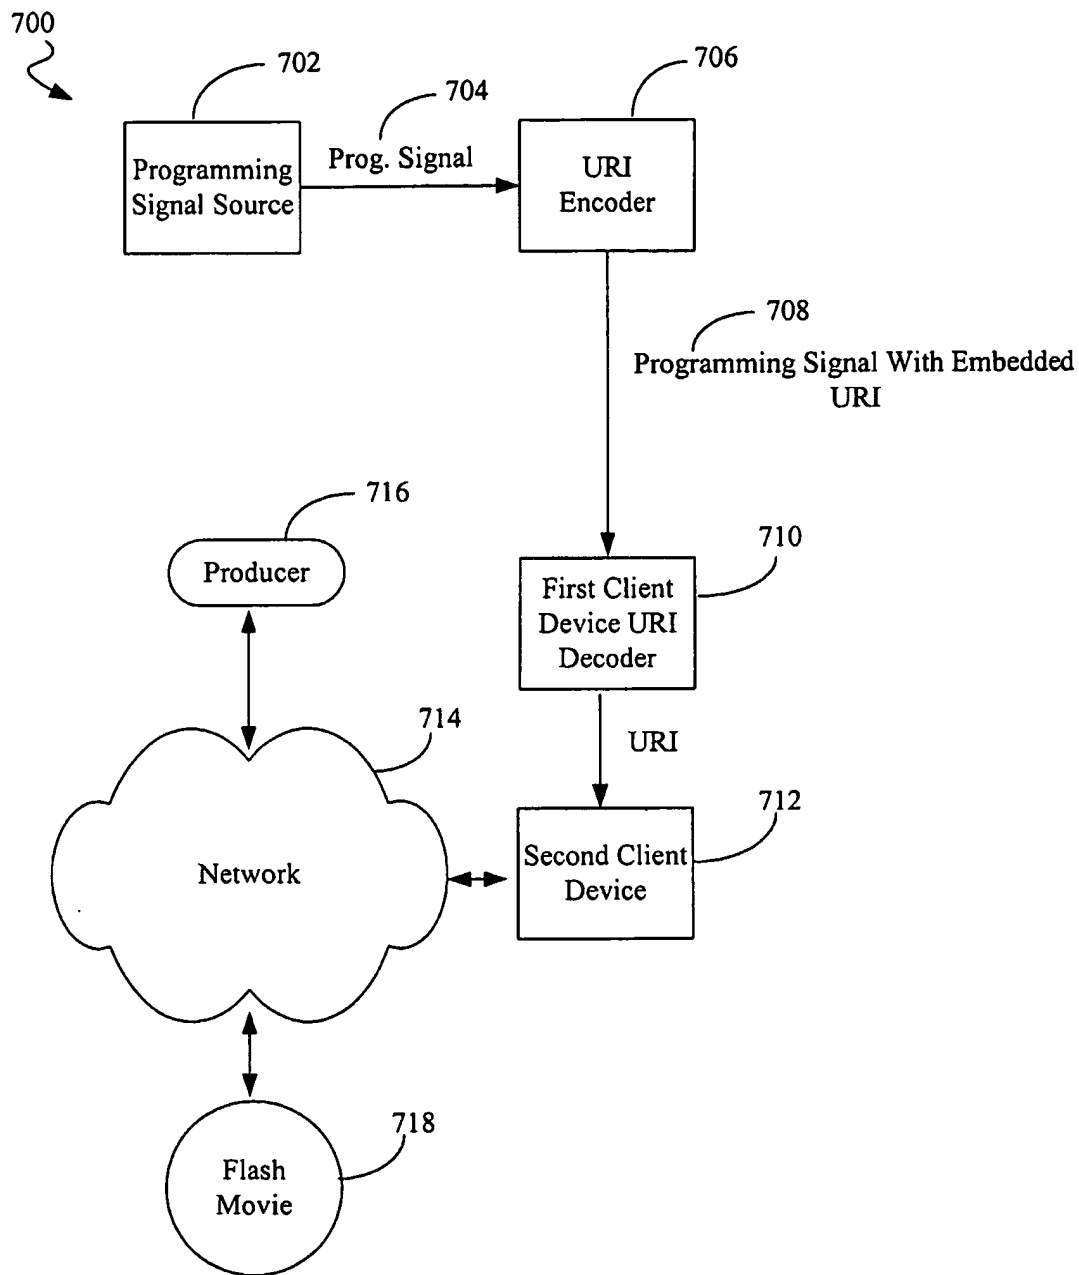 700
702
704
706
Programming
Signal Source
Prog. Signal
URI
Encoder
708
Programming Signal With Embedded
URI
716
Producer
710
First Client
Device URI
Decoder
714
URI
712
Network
Second Client
Device
718
Flash
Movie